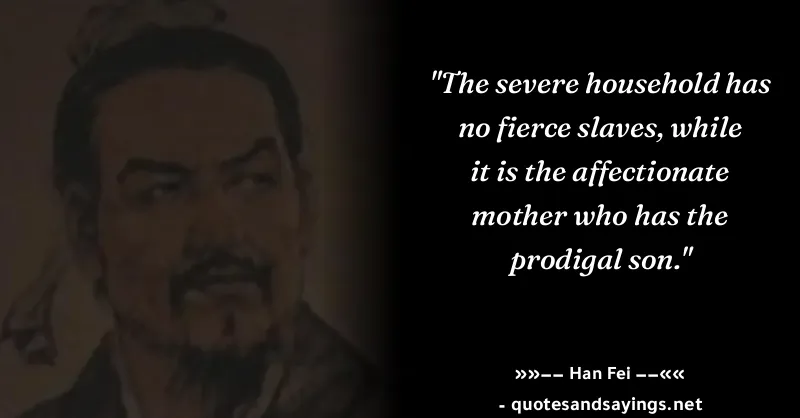 "The severe household has
no fierce slaves, while
it is the affectionate
mother who has the
prodigal son."
»»–– Han Fei ––««
- quotesandsayings.net